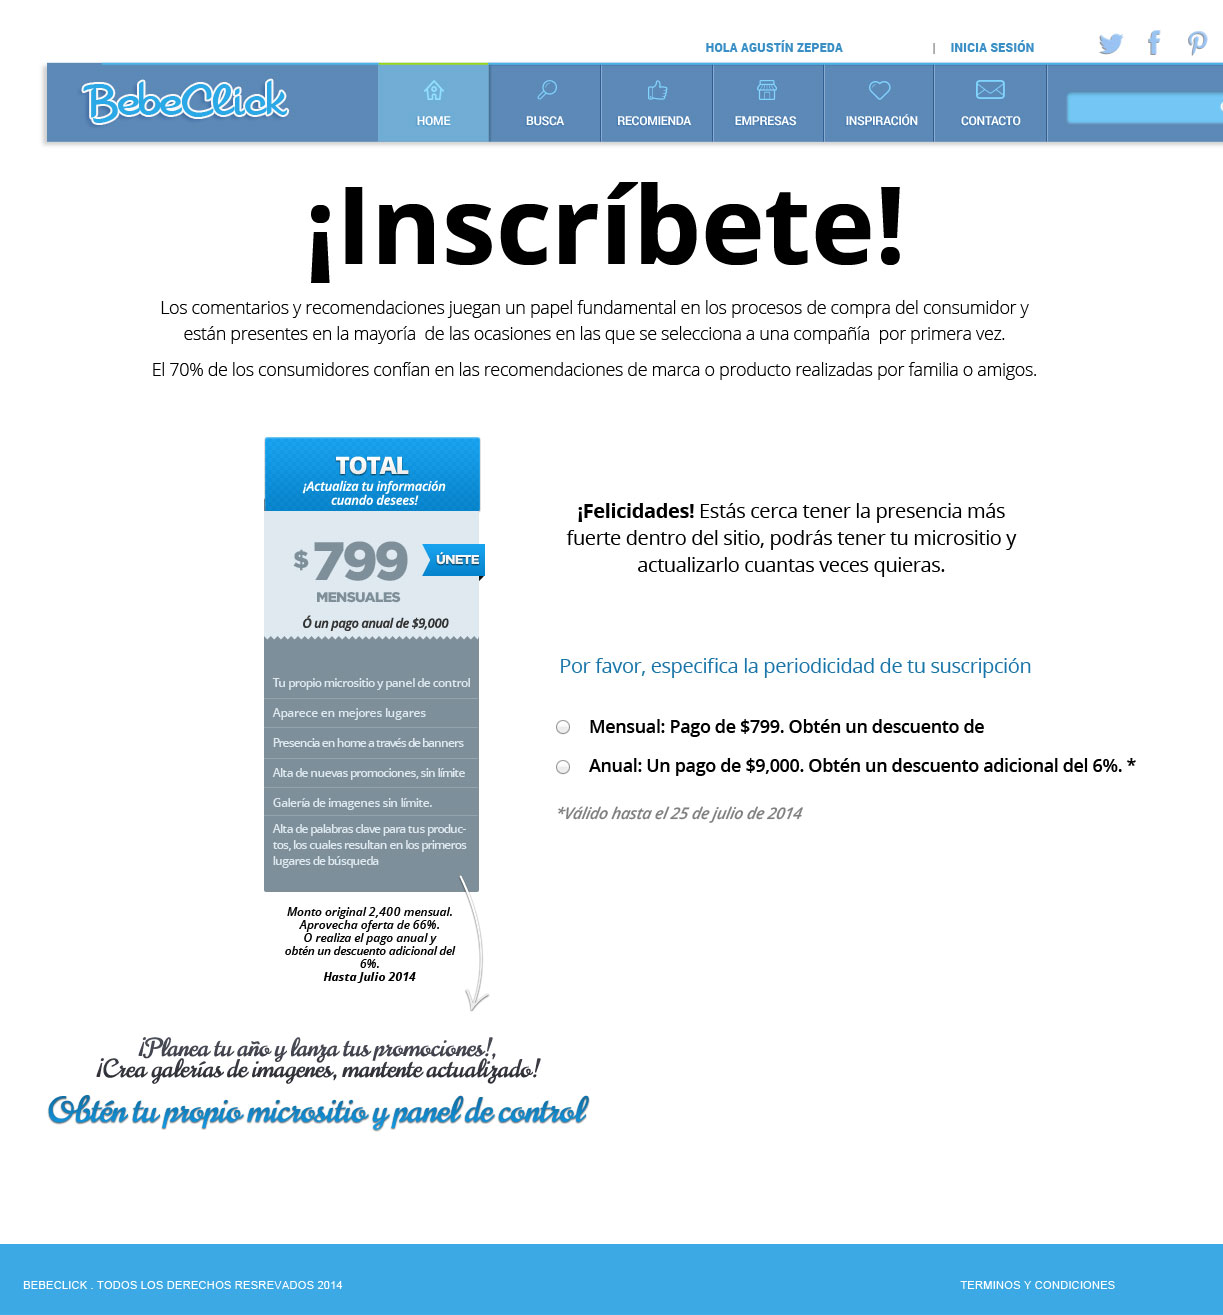 HOLA AGUSTÍN ZEPEDA | INICIA SESIÓN
BebeClick
HOME
BUSCA
RECOMIENDA
EMPRESAS
INSPIRACIÓN
CONTACTO
¡Inscríbete!
Los comentarios y recomendaciones juegan un papel fundamental en los procesos de compra del consumidor y
están presentes en la mayoría de las ocasiones en las que se selecciona a una compañía por primera vez.
El 70% de los consumidores confían en las recomendaciones de marca o producto realizadas por familia o amigos.
TOTAL
¡Actualiza tu información
cuando desees!
$ 799
ÚNETE
MENSUALES
Ó un pago anual de $9,000
Tu propio micrositio y panel de control
Aparece en mejores lugares
Presencia en home a través de banners
Alta de nuevas promociones, sin límite
Galería de imagenes sin límite.
Alta de palabras clave para tus produc-
tos, los cuales resultan en los primeros
lugares de búsqueda
Monto original 2,400 mensual.
Aprovecha oferta de 66%.
O realiza el pago anual y
obtén un descuento adicional del
6%.
Hasta Julio 2014
¡Felicidades! Estás cerca tener la presencia más
fuerte dentro del sitio, podrás tener tu micrositio y
actualizarlo cuantas veces quieras.
Por favor, especifica la periodicidad de tu suscripción
Mensual: Pago de $799. Obtén un descuento de
Anual: Un pago de $9,000. Obtén un descuento adicional del 6%. *
*Válido hasta el 25 de julio de 2014
¡Planea tu año y lanza tus promociones!,
¡Crea galerías de imagenes, mantente actualizado!
Obtén tu propio micrositio y panel de control
BEBECLICK . TODOS LOS DERECHOS RESREVADOS 2014
TERMINOS Y CONDICIONES